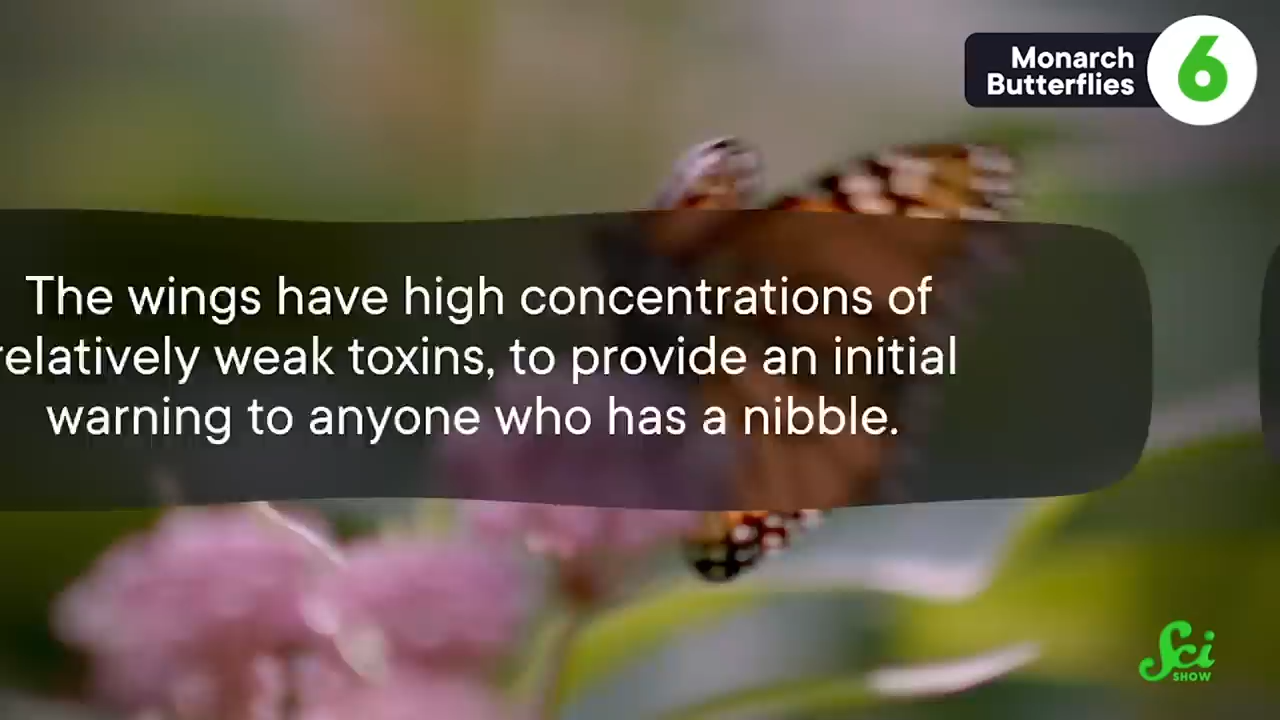 Monarch
Butterflies
6
The wings have high concentrations of
relatively weak toxins, to provide an initial
warning to anyone who has a nibble.
Sci
SHOW